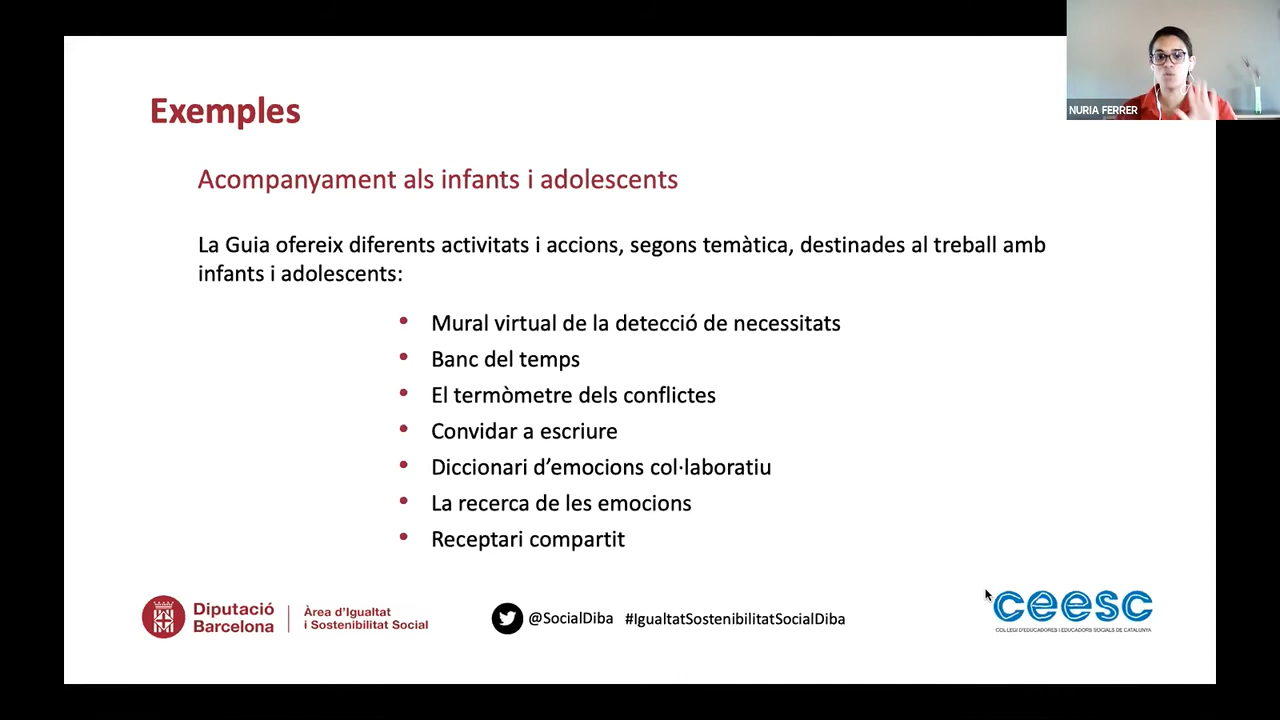 NURIA FERRER
Exemples
Acompanyament als infants i adolescents
La Guia ofereix diferents activitats i accions, segons temàtica, destinades al treball amb
infants i adolescents:
• Mural virtual de la detecció de necessitats
• Banc del temps
• El termòmetre dels conflictes
• Convidar a escriure
• Diccionari d’emocions col·laboratiu
• La recerca de les emocions
• Receptari compartit
Diputació
Barcelona
Àrea d’Igualtat
i Sostenibilitat Social
@SocialDiba #IgualtatSostenibilitatSocialDiba
ceesc
COL·LEGI D'EDUCADORES I EDUCADORS SOCIALS DE CATALUNYA